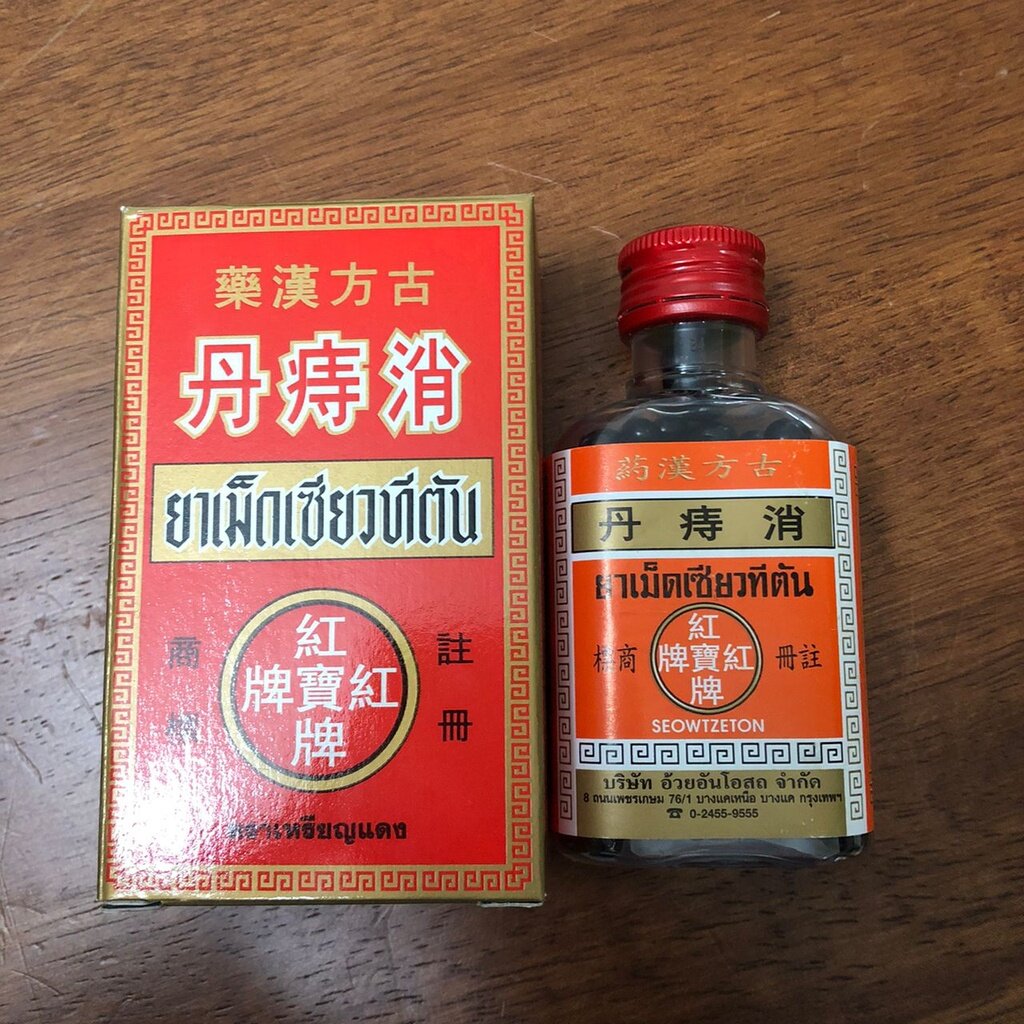 古方漢藥
消痔丹
ยาเม็ดเซียวทีตัน
註冊
商標
紅
紅寶牌
牌
ตราเหรียญแดง
古方漢葯
消痔丹
ยาเม็ดเซียวทีตัน
註冊 商標
紅
紅寶牌
牌
SEOWTZETON
บริษัท อ้วยอันโอสถ จำกัด
8 ถนนเพชรเกษม 76/1 บางแคเหนือ บางแค กรุงเทพฯ
☎ 0-2455-9555